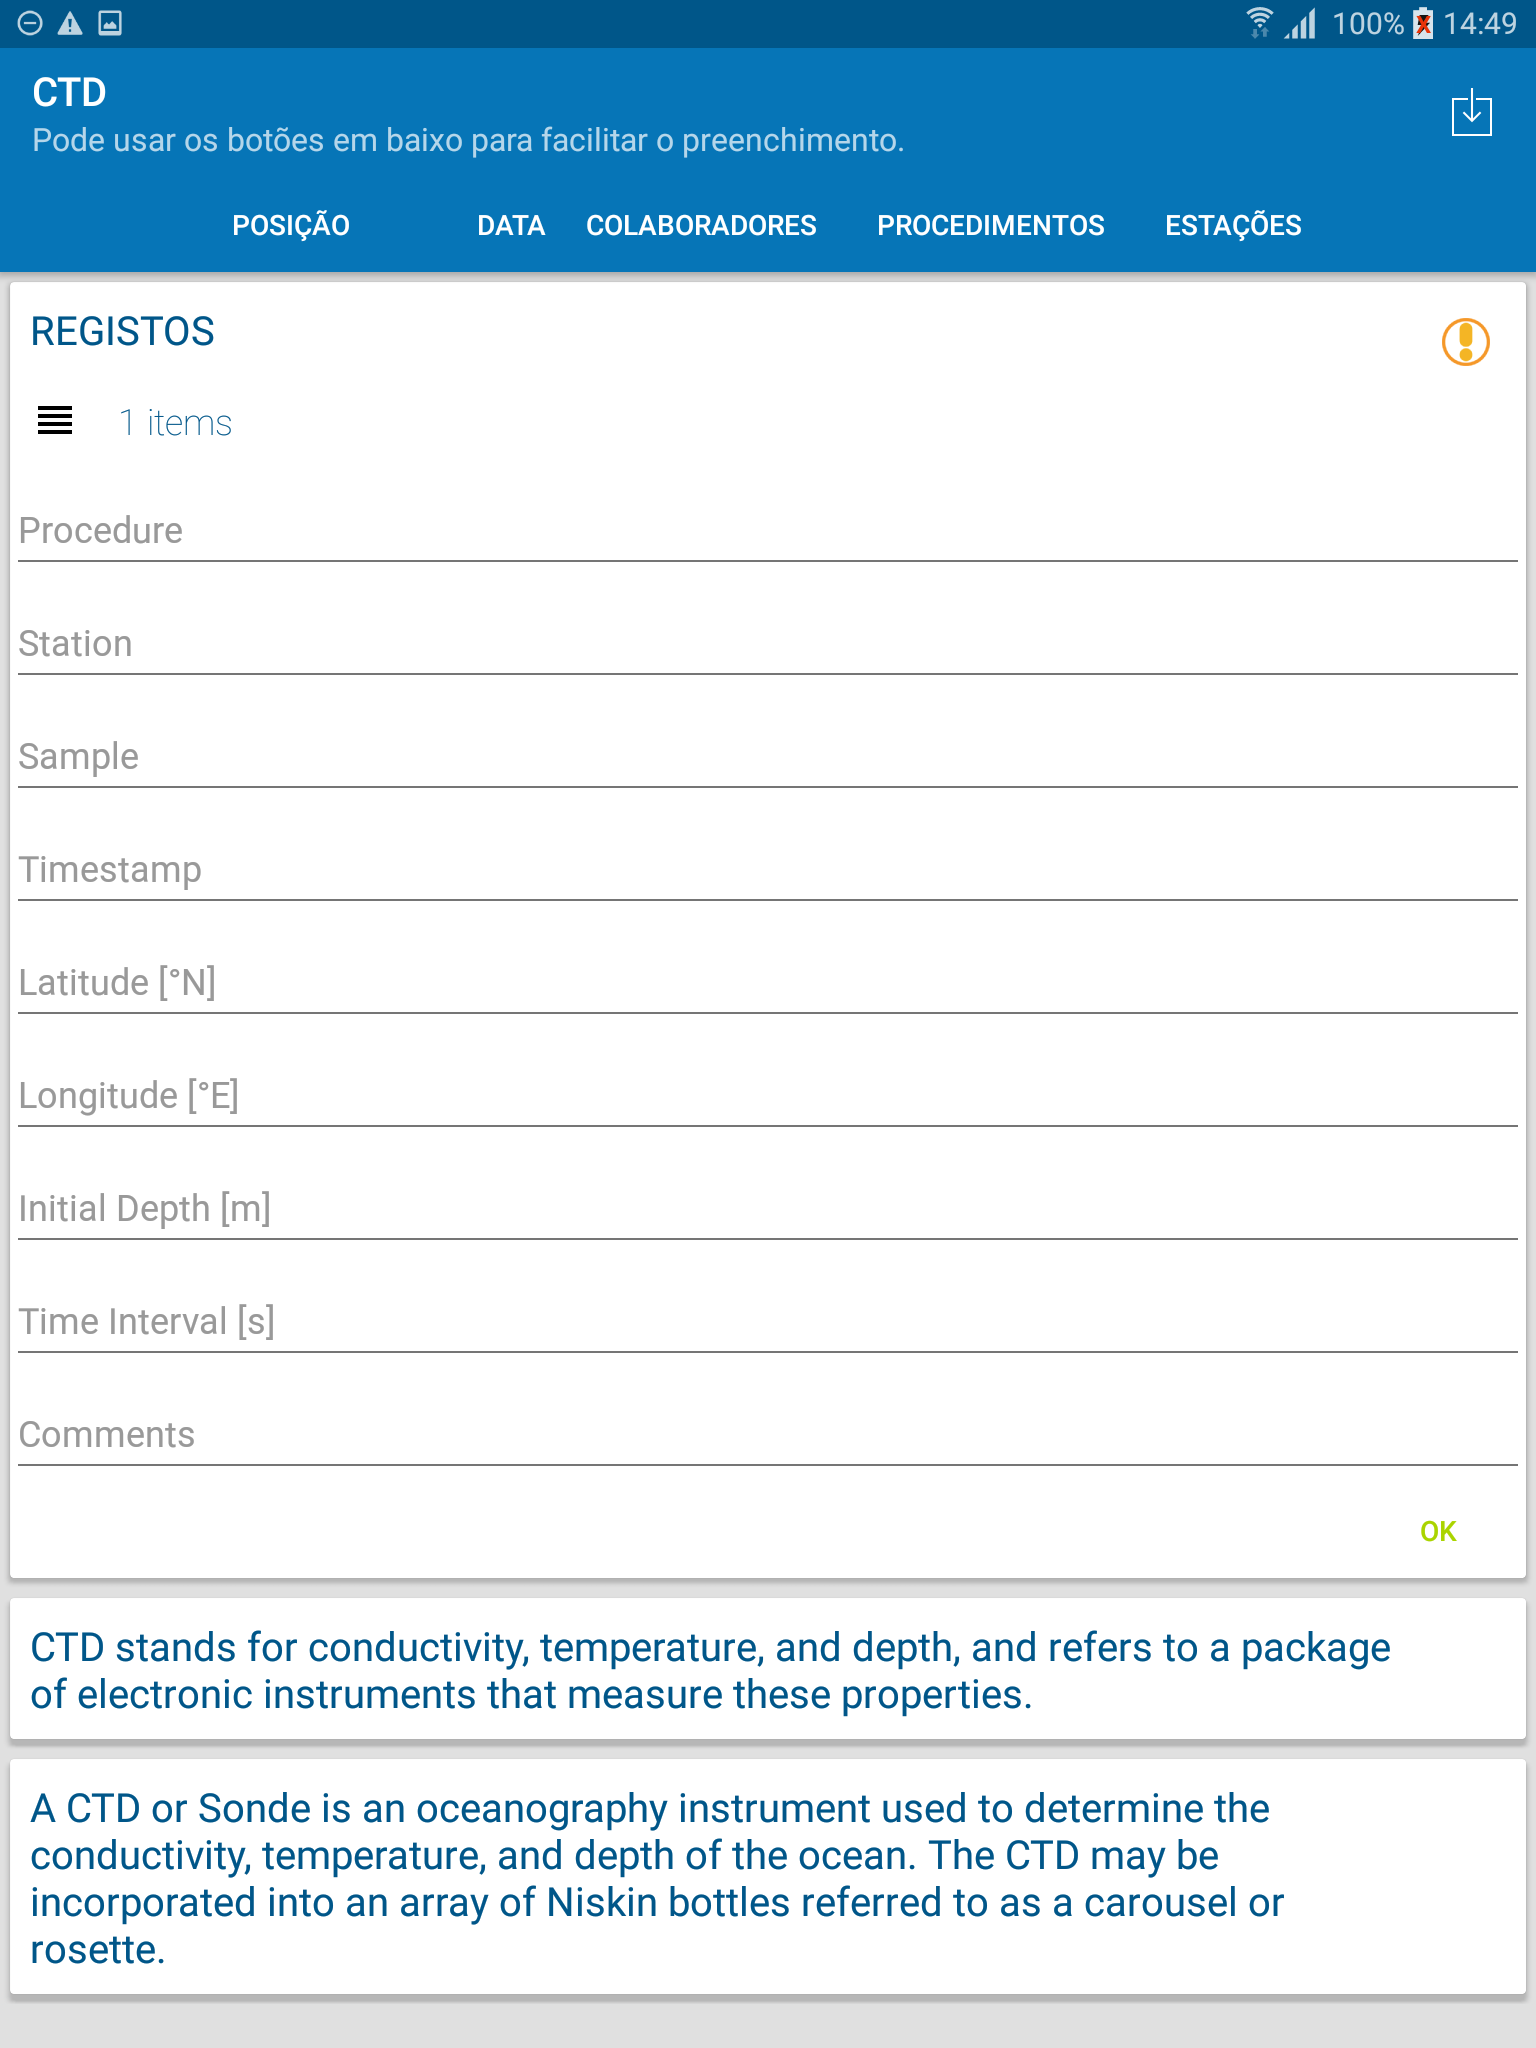 100% 14:49
CTD
Pode usar os botões em baixo para facilitar o preenchimento.
POSIÇÃO DATA COLABORADORES PROCEDIMENTOS ESTAÇÕES
REGISTOS
1 items
Procedure
Station
Sample
Timestamp
Latitude [°N]
Longitude [°E]
Initial Depth [m]
Time Interval [s]
Comments
OK
CTD stands for conductivity, temperature, and depth, and refers to a package
of electronic instruments that measure these properties.
A CTD or Sonde is an oceanography instrument used to determine the
conductivity, temperature, and depth of the ocean. The CTD may be
incorporated into an array of Niskin bottles referred to as a carousel or
rosette.